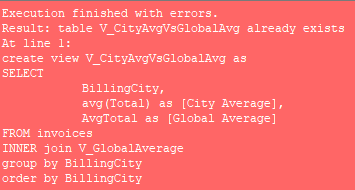 Execution finished with errors.
Result: table V_CityAvgVsGlobalAvg already exists
At line 1:
create view V_CityAvgVsGlobalAvg as
SELECT
BillingCity,
avg(Total) as [City Average],
AvgTotal as [Global Average]
FROM invoices
INNER join V_GlobalAverage
group by BillingCity
order by BillingCity